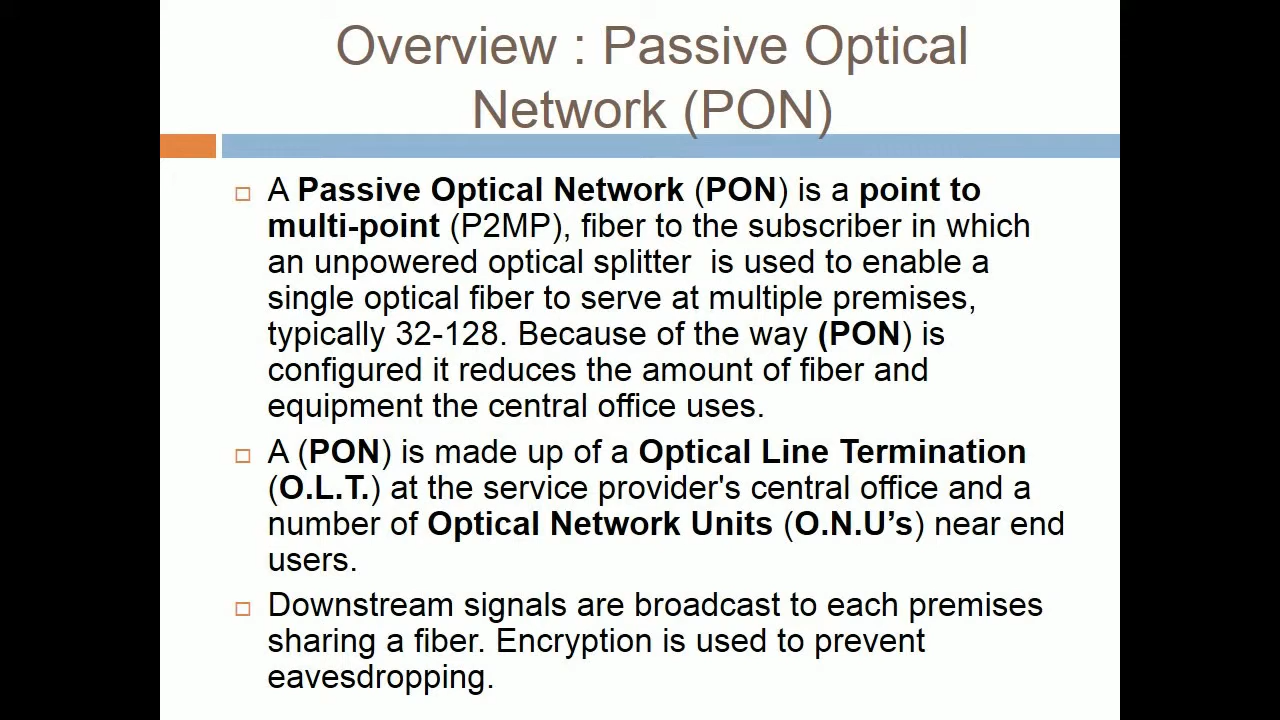 Overview : Passive Optical
Network (PON)
A Passive Optical Network (PON) is a point to
multi-point (P2MP), fiber to the subscriber in which
an unpowered optical splitter  is used to enable a
single optical fiber to serve at multiple premises,
typically 32-128. Because of the way (PON) is
configured it reduces the amount of fiber and
equipment the central office uses.
A (PON) is made up of a Optical Line Termination
(O.L.T.) at the service provider's central office and a
number of Optical Network Units (O.N.U’s) near end
users.
Downstream signals are broadcast to each premises
sharing a fiber. Encryption is used to prevent
eavesdropping.